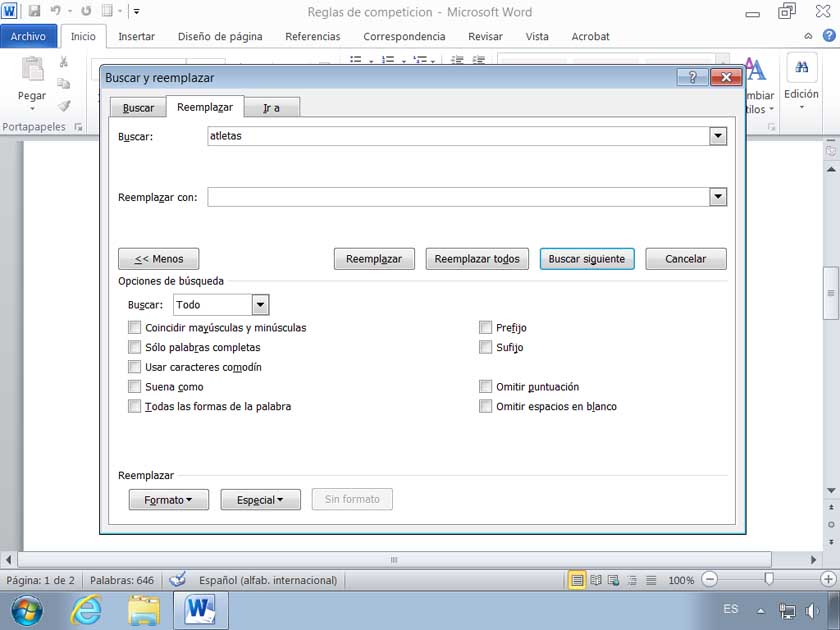 Reglas de competicion - Microsoft Word
Archivo Inicio Insertar Diseño de página Referencias Correspondencia Revisar Vista Acrobat
Pegar
Portapapeles
Edición
Buscar y reemplazar
Buscar Reemplazar Ir a
Buscar: atletas
Reemplazar con:
<< Menos Reemplazar Reemplazar todos Buscar siguiente Cancelar
Opciones de búsqueda
Buscar: Todo
Coincidir mayúsculas y minúsculas Prefijo
Sólo palabras completas Sufijo
Usar caracteres comodín
Suena como Omitir puntuación
Todas las formas de la palabra Omitir espacios en blanco
Reemplazar
Formato Especial Sin formato
Página: 1 de 2 Palabras: 646 Español (alfab. internacional) 100%
ES